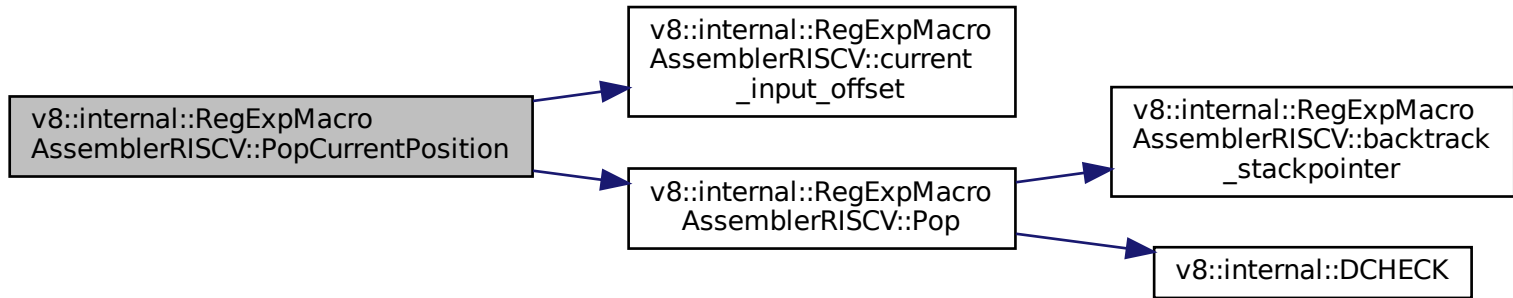 v8::internal::RegExpMacro
AssemblerRISCV::PopCurrentPosition
v8::internal::RegExpMacro
AssemblerRISCV::current
_input_offset
v8::internal::RegExpMacro
AssemblerRISCV::Pop
v8::internal::RegExpMacro
AssemblerRISCV::backtrack
_stackpointer
v8::internal::DCHECK